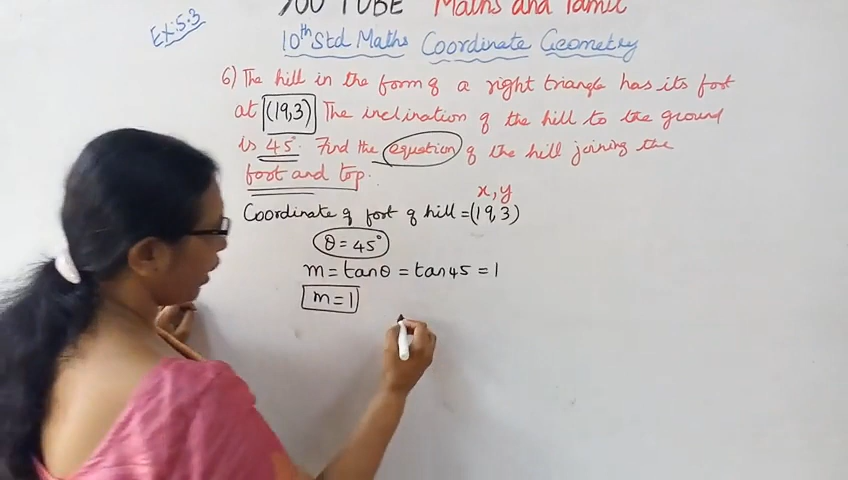 YOU TUBE Maths and Tamil
Ex:5.3
10th Std Maths Coordinate Geometry
6) The hill in the form of a right triangle has its foot
at (19,3) The inclination of the hill to the ground
is 45°. Find the equation of the hill joining the
foot and top.
x, y
Coordinate of foot of hill = (19, 3)
θ = 45°
m = tanθ = tan45 = 1
m = 1